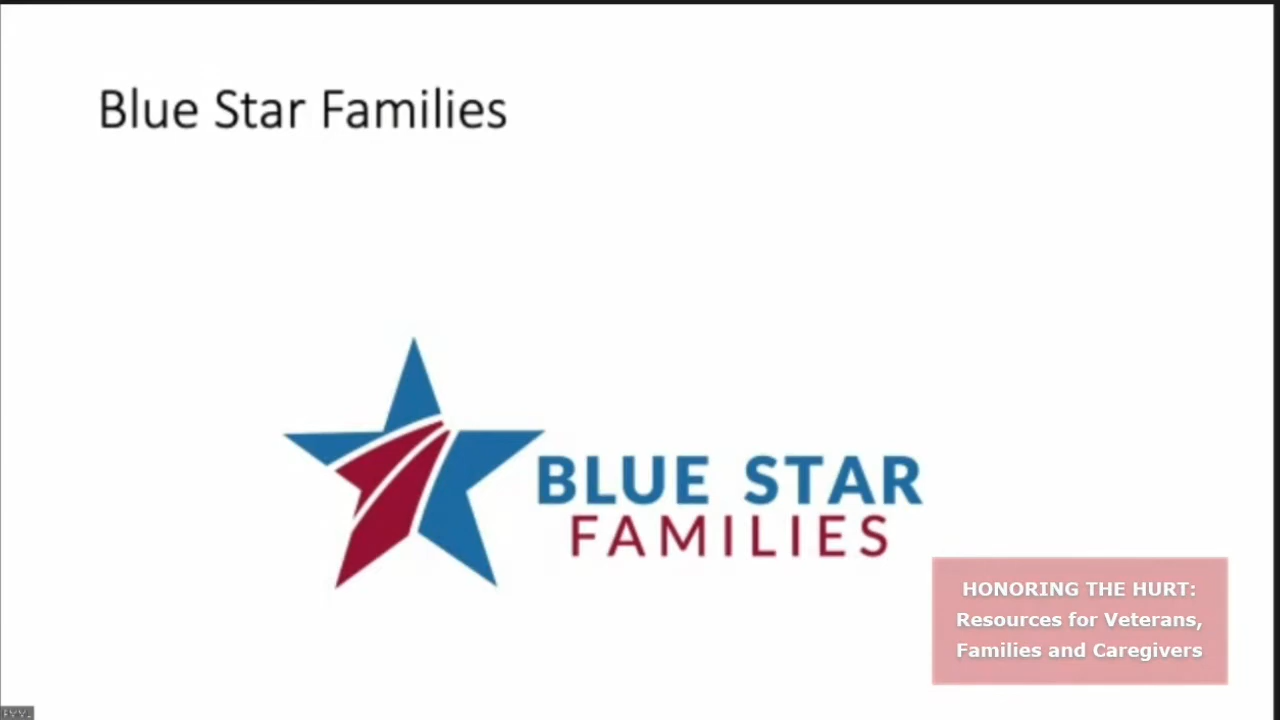 Blue Star Families
BLUE STAR
FAMILIES
HONORING THE HURT:
Resources for Veterans,
Families and Caregivers